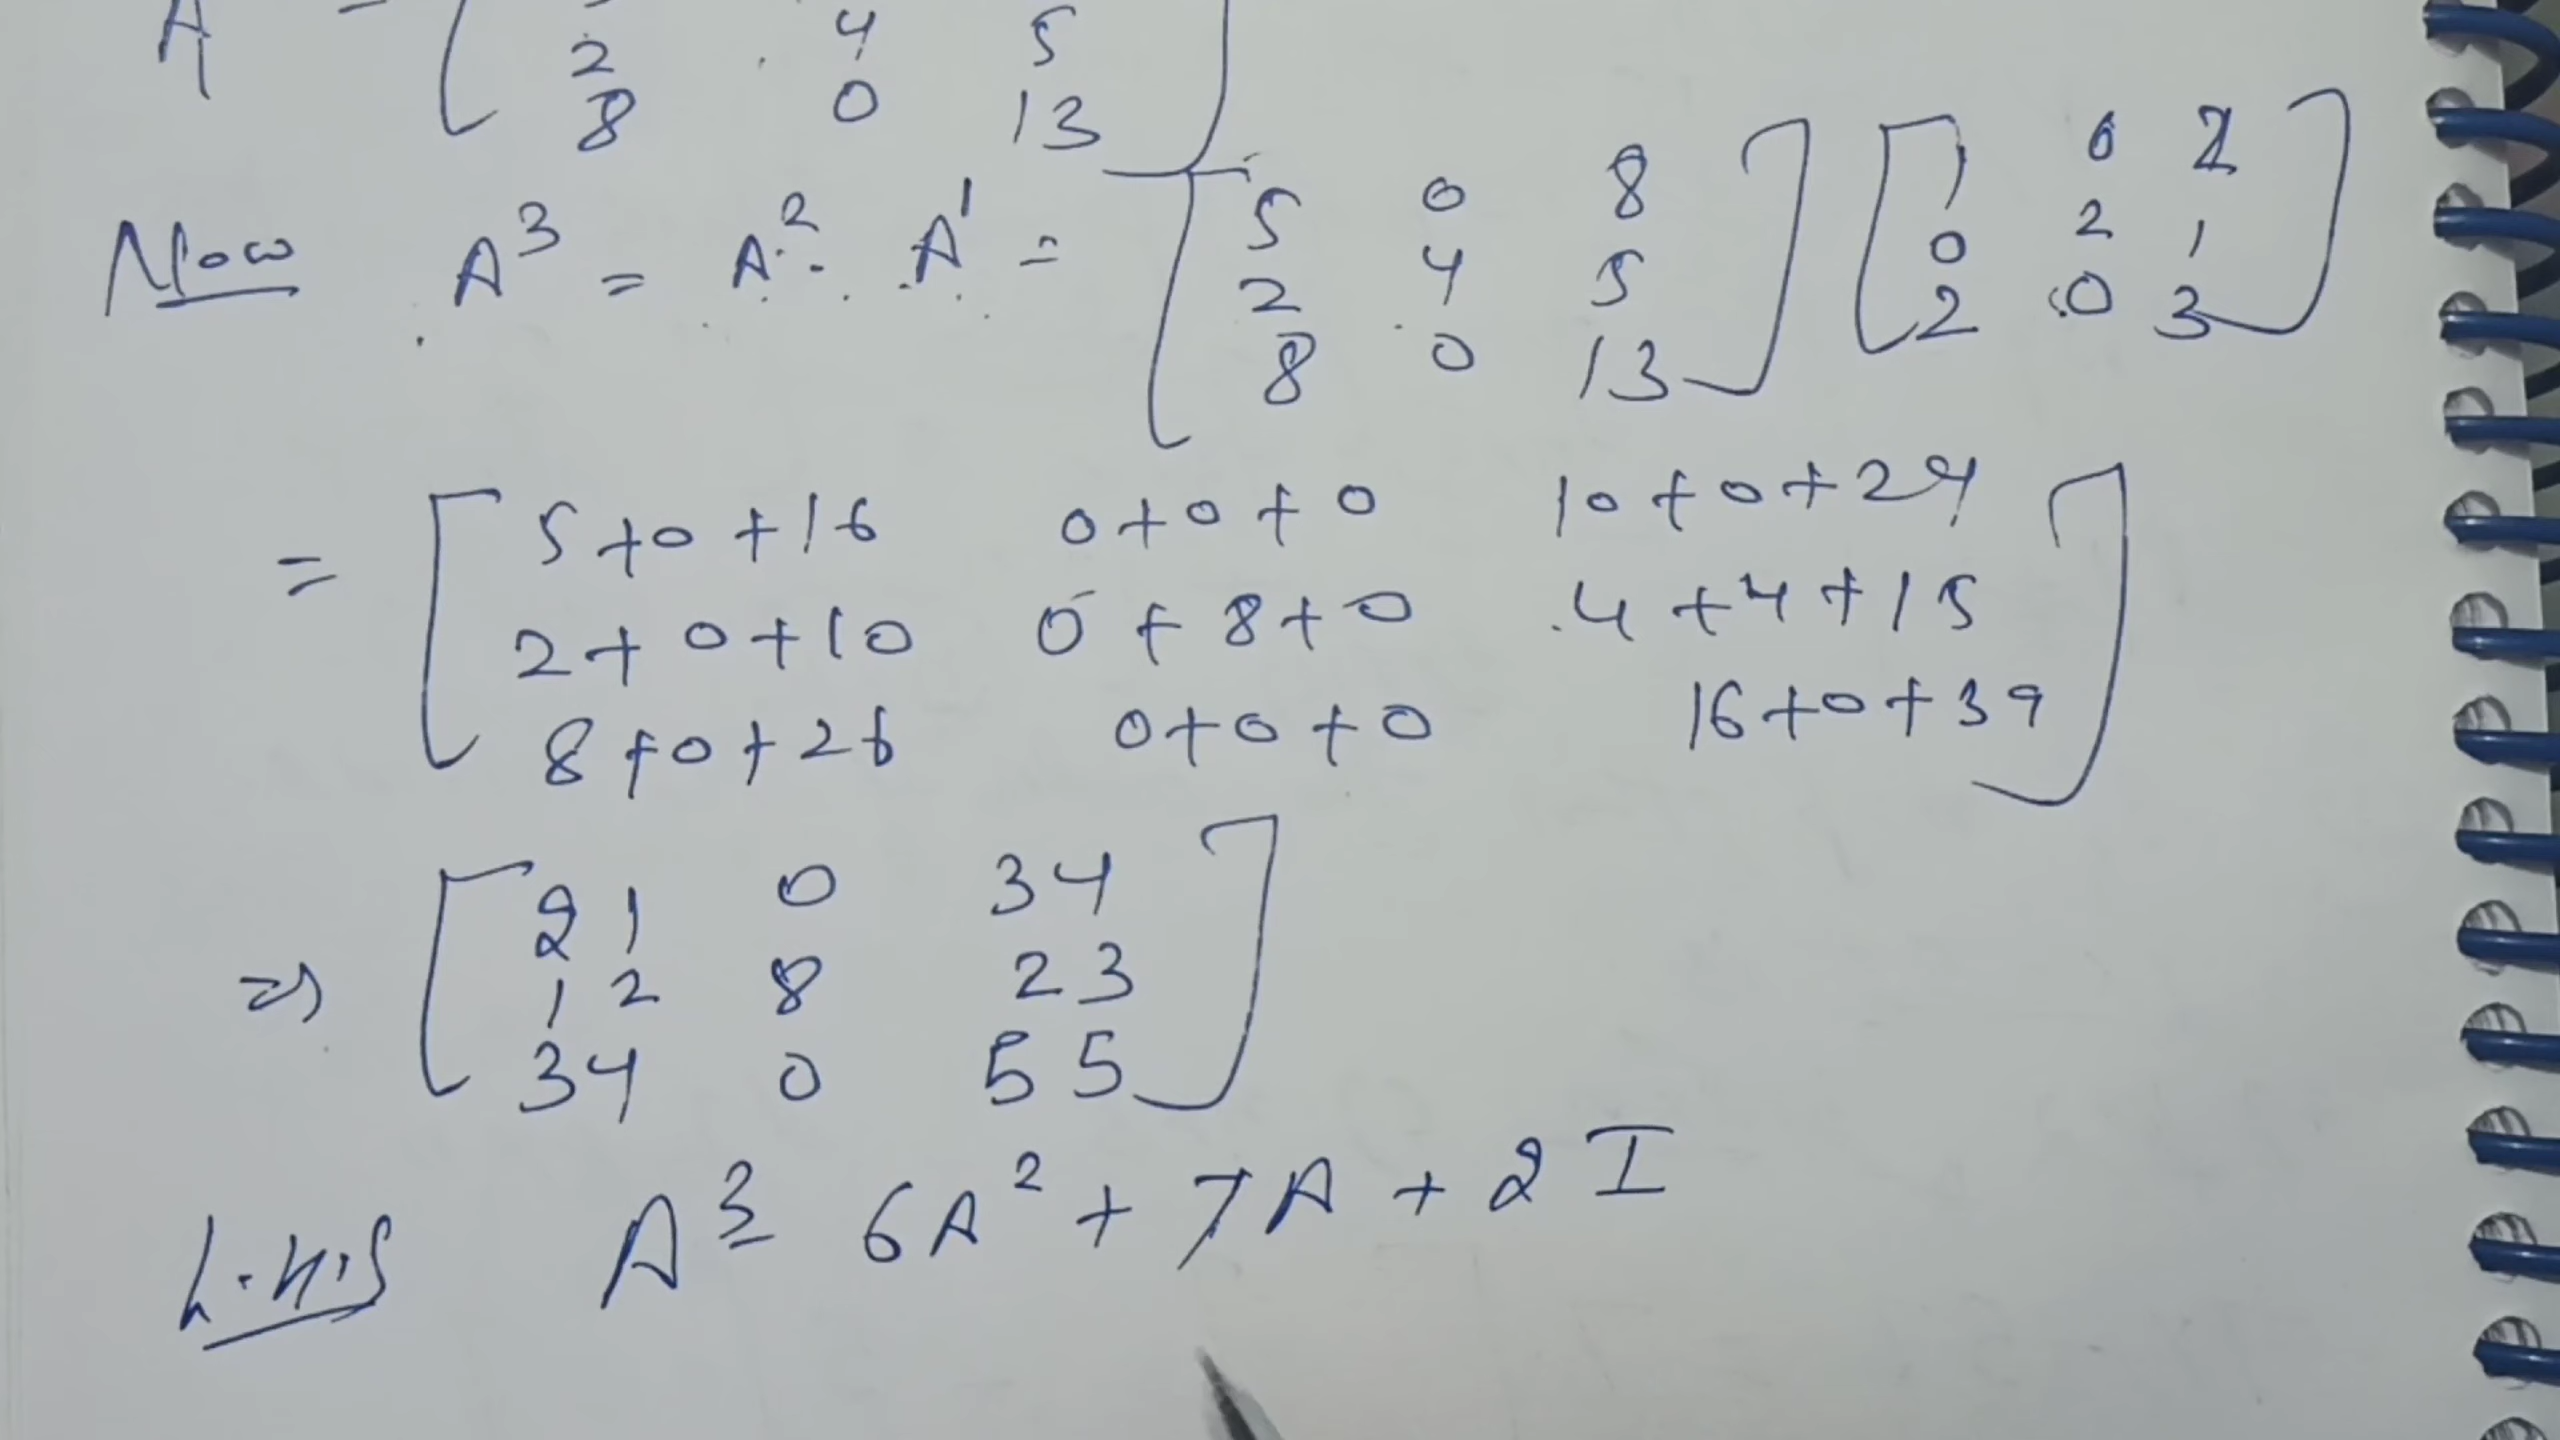 A = [ 2 4 5
8 0 13 ]
Now A³ = A². A¹ = [ 5 0 8 ] [ 1 0 2 ]
2 4 5 0 2 1
8 0 13 2 0 3
= [ 5+0+16 0+0+0 10+0+24 ]
2+0+10 0+8+0 4+4+15
8+0+26 0+0+0 16+0+39
⇒ [ 21 0 34 ]
12 8 23
34 0 55
L.H.S A³ - 6A² + 7A + 2I